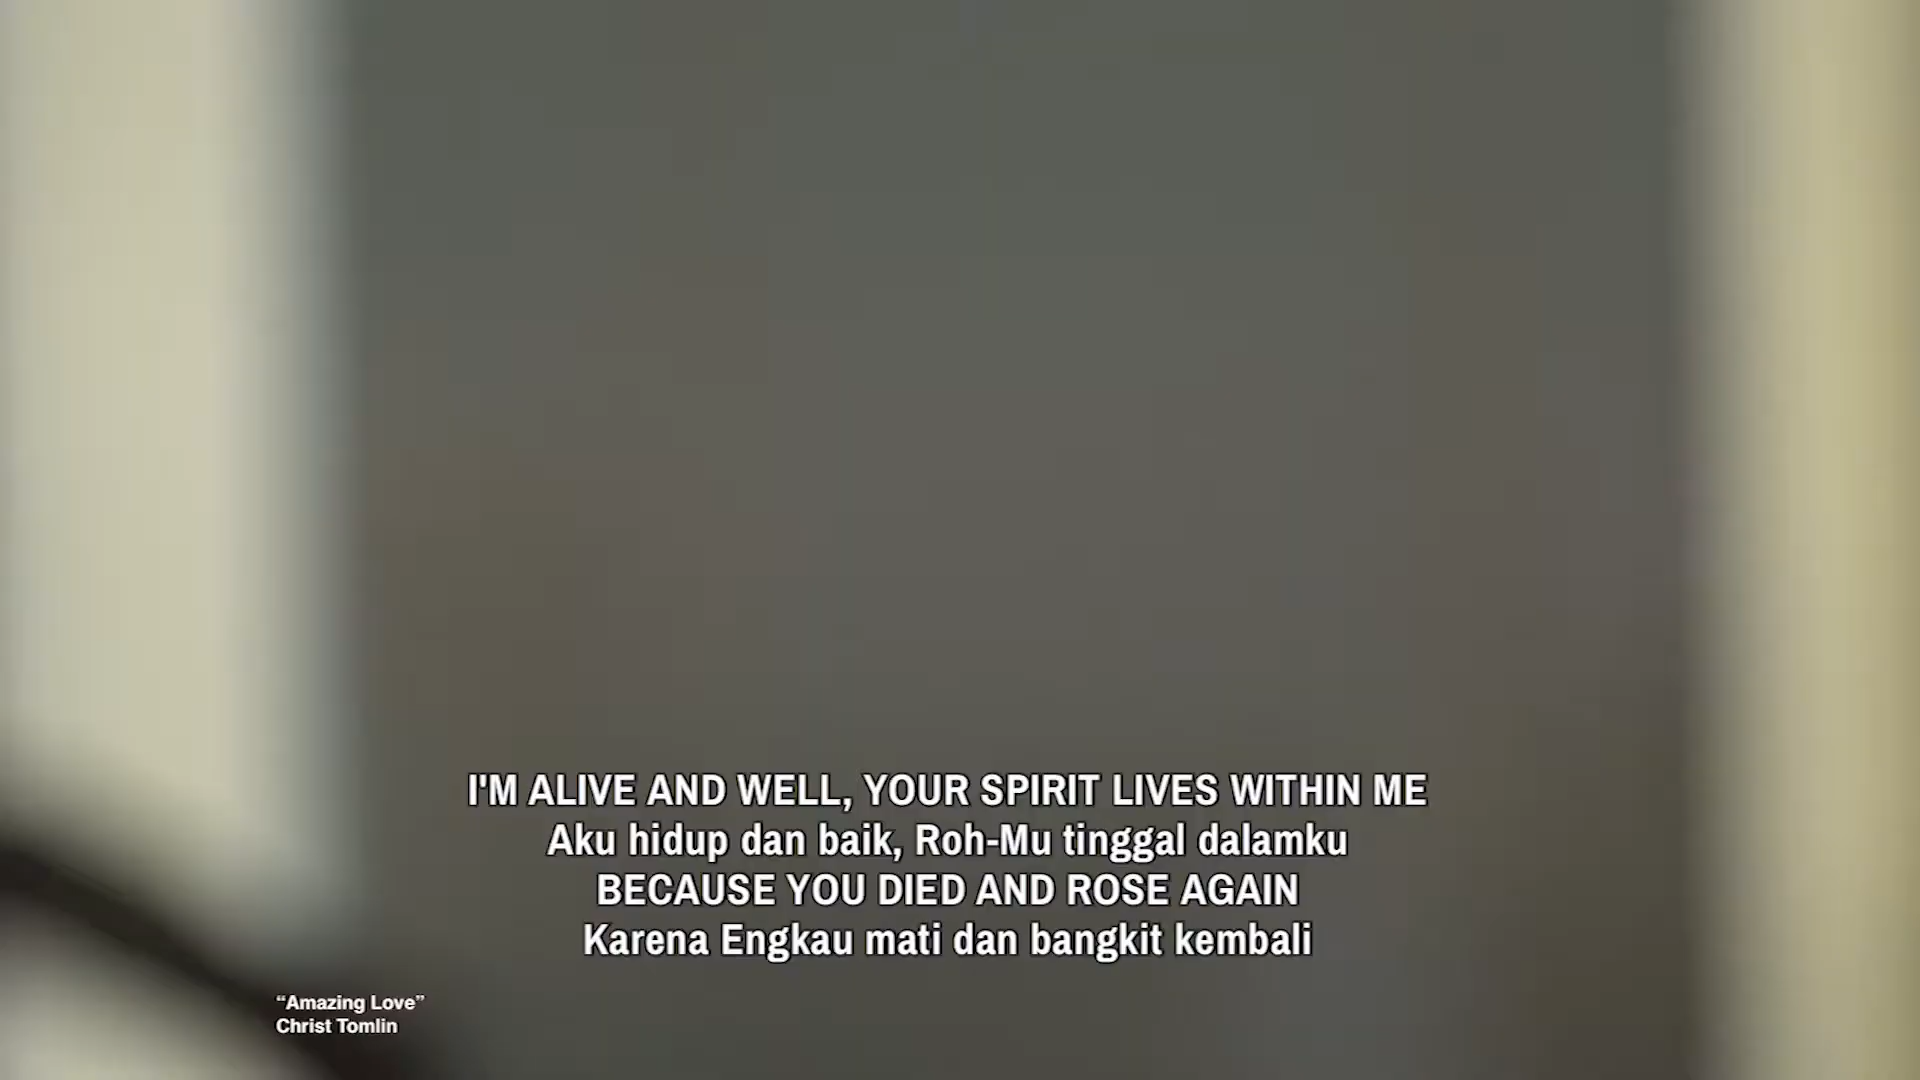 I'M ALIVE AND WELL, YOUR SPIRIT LIVES WITHIN ME
Aku hidup dan baik, Roh-Mu tinggal dalamku
BECAUSE YOU DIED AND ROSE AGAIN
Karena Engkau mati dan bangkit kembali
“Amazing Love”
Christ Tomlin